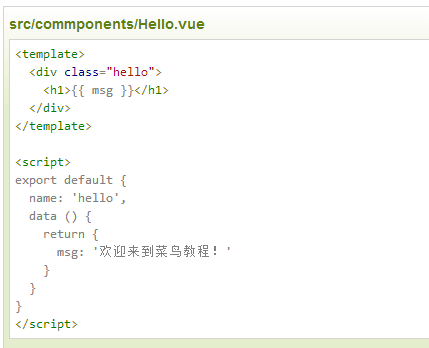 src/commponents/Hello.vue
<template>
  <div class="hello">
    <h1>{{ msg }}</h1>
  </div>
</template>

<script>
export default {
  name: 'hello',
  data () {
    return {
      msg: '欢迎来到菜鸟教程！'
    }
  }
}
</script>